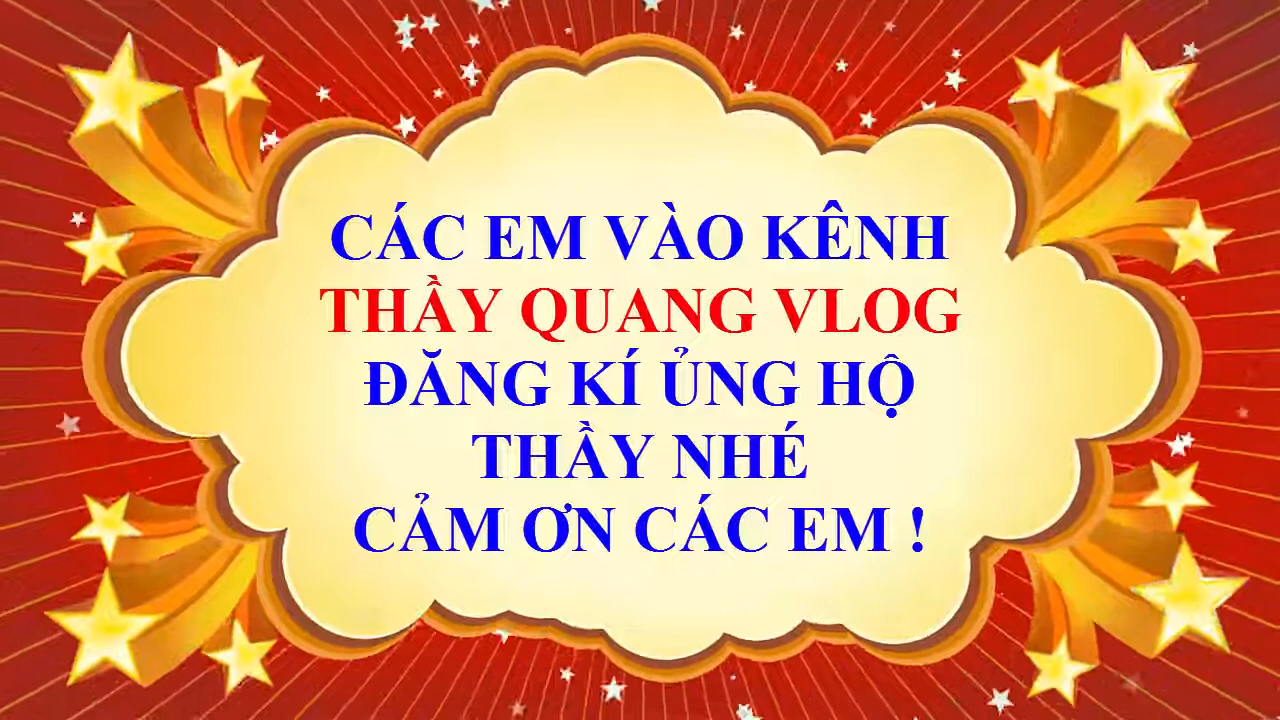 CÁC EM VÀO KÊNH
THẦY QUANG VLOG
ĐĂNG KÍ ỦNG HỘ
THẦY NHÉ
CẢM ƠN CÁC EM !